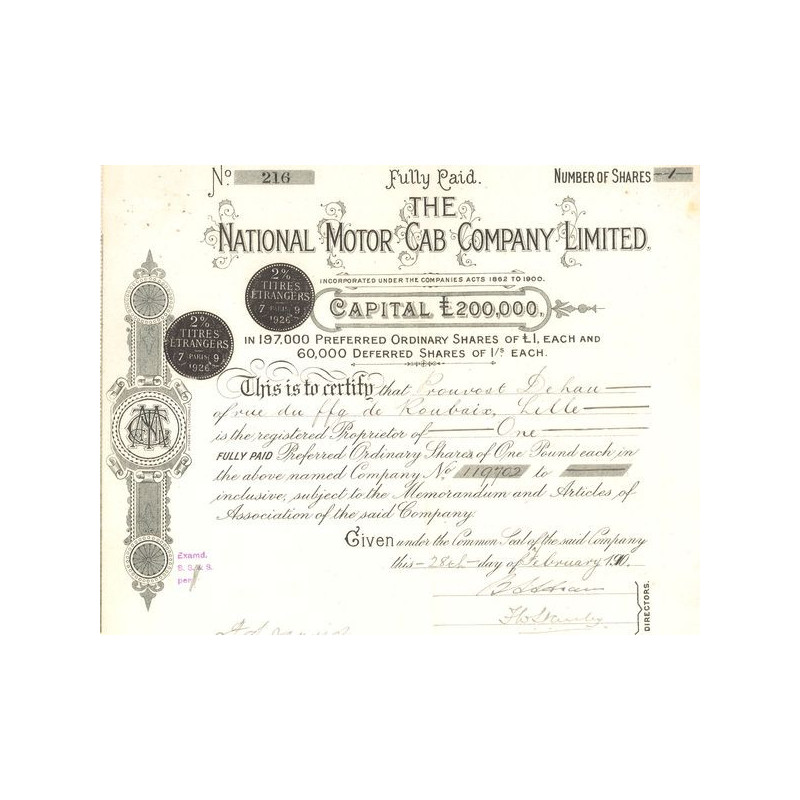 No 216 Fully Paid. NUMBER OF SHARES -1-
THE
NATIONAL MOTOR CAB COMPANY LIMITED.
INCORPORATED UNDER THE COMPANIES ACTS 1862 TO 1900.
CAPITAL £200,000,
IN 197,000 PREFERRED ORDINARY SHARES OF £1, EACH AND
60,000 DEFERRED SHARES OF 1/s EACH.
2%
TITRES
ETRANGERS
7 PARIS 9
1926
2%
TITRES
ETRANGERS
7 PARIS 9
1926
This is to certify that Prouvost Dehau
of rue du ffg de Roubaix, Lille
is the registered Proprietor of One
FULLY PAID Preferred Ordinary Shares of One Pound each in
the above named Company No 119702 to
inclusive, subject to the Memorandum and Articles of
Association of the said Company.
Given under the Common Seal of the said Company
this - 28th - day of February 1910.
Examd.
per
DIRECTORS.